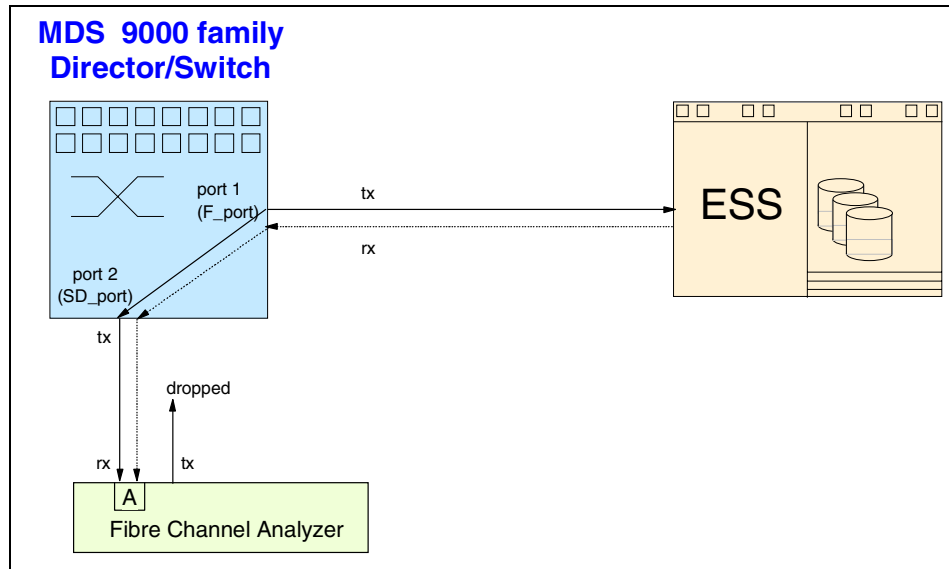 MDS 9000 family
Director/Switch
port 1
(F_port)
tx
rx
ESS
port 2
(SD_port)
tx
dropped
rx
tx
A
Fibre Channel Analyzer